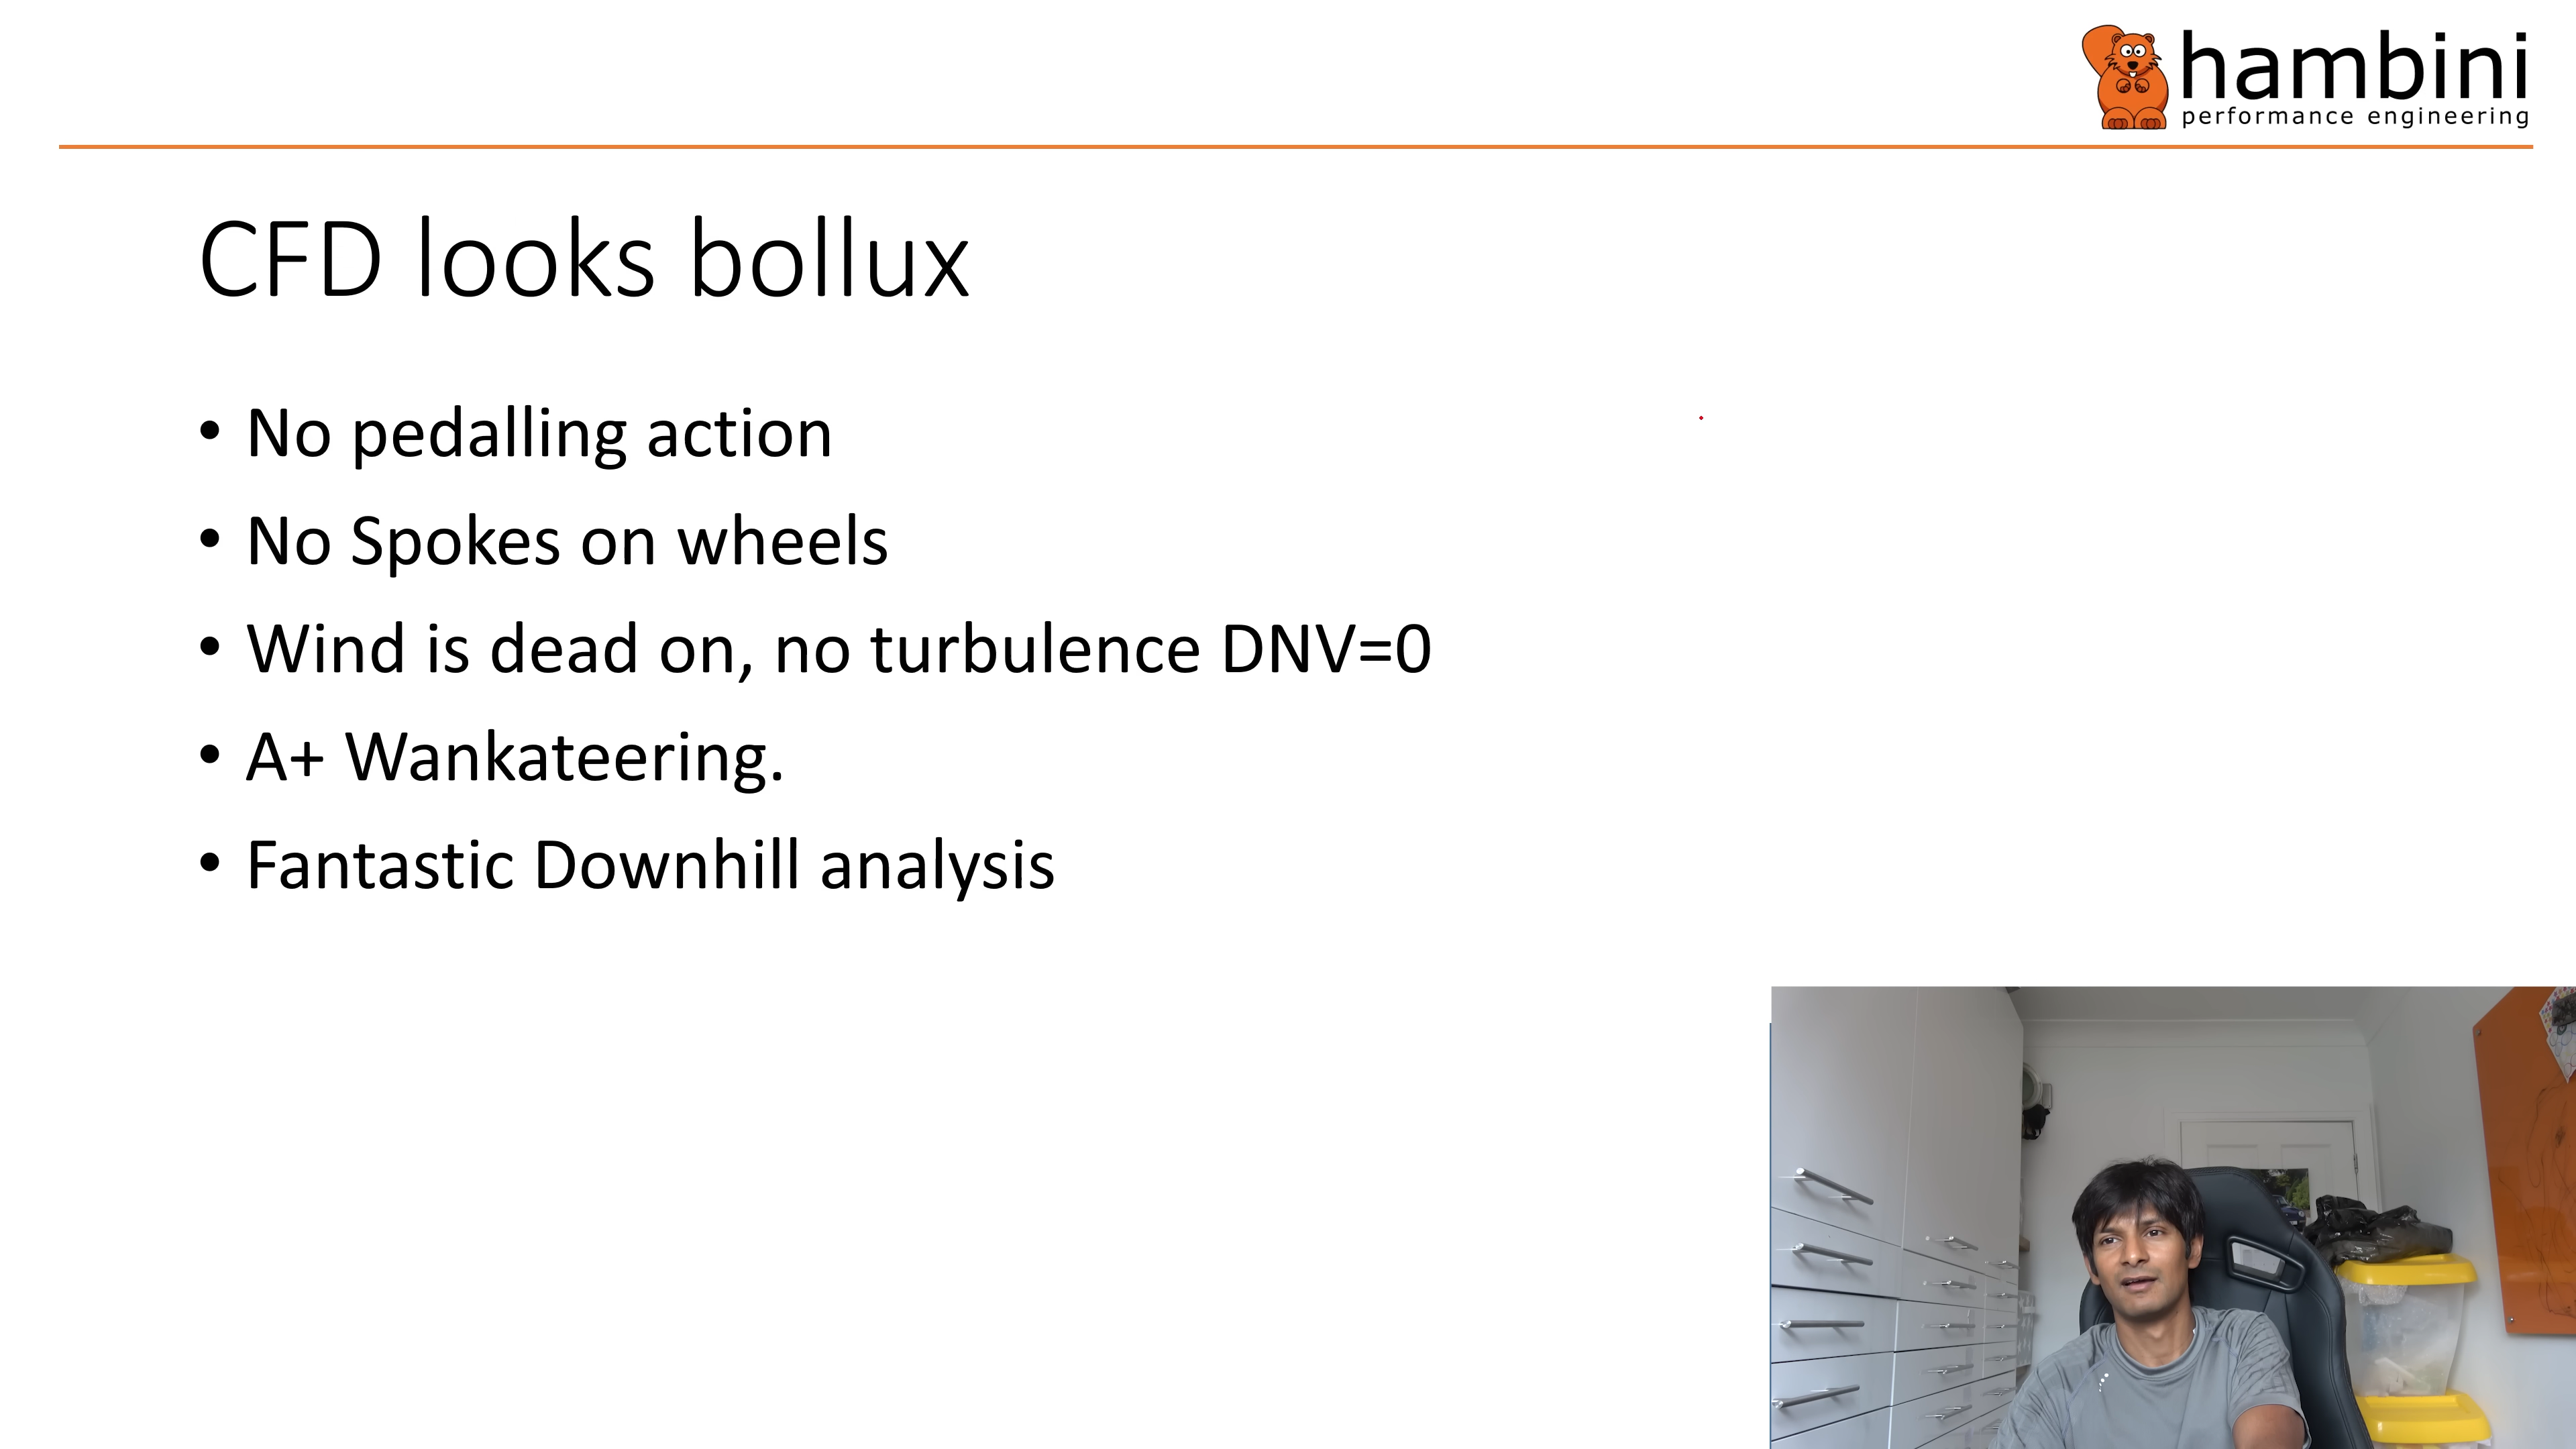 hambini
performance engineering
CFD looks bollux
• No pedalling action
• No Spokes on wheels
• Wind is dead on, no turbulence DNV=0
• A+ Wankateering.
• Fantastic Downhill analysis